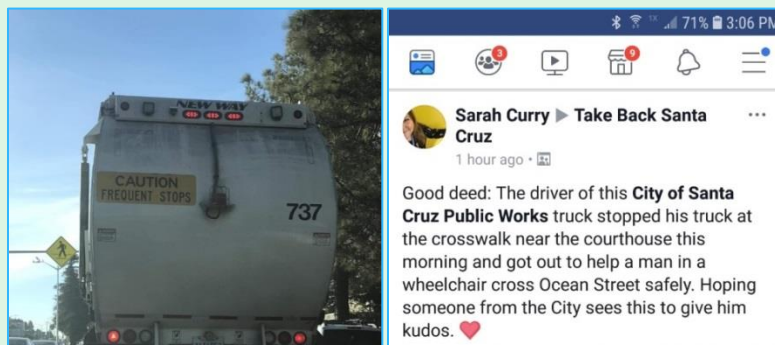 NEW WAY
CAUTION
FREQUENT STOPS
737
71% 3:06 PM
3
9
Sarah Curry ▶ Take Back Santa
Cruz
1 hour ago •
Good deed: The driver of this City of Santa
Cruz Public Works truck stopped his truck at
the crosswalk near the courthouse this
morning and got out to help a man in a
wheelchair cross Ocean Street safely. Hoping
someone from the City sees this to give him
kudos. ❤️